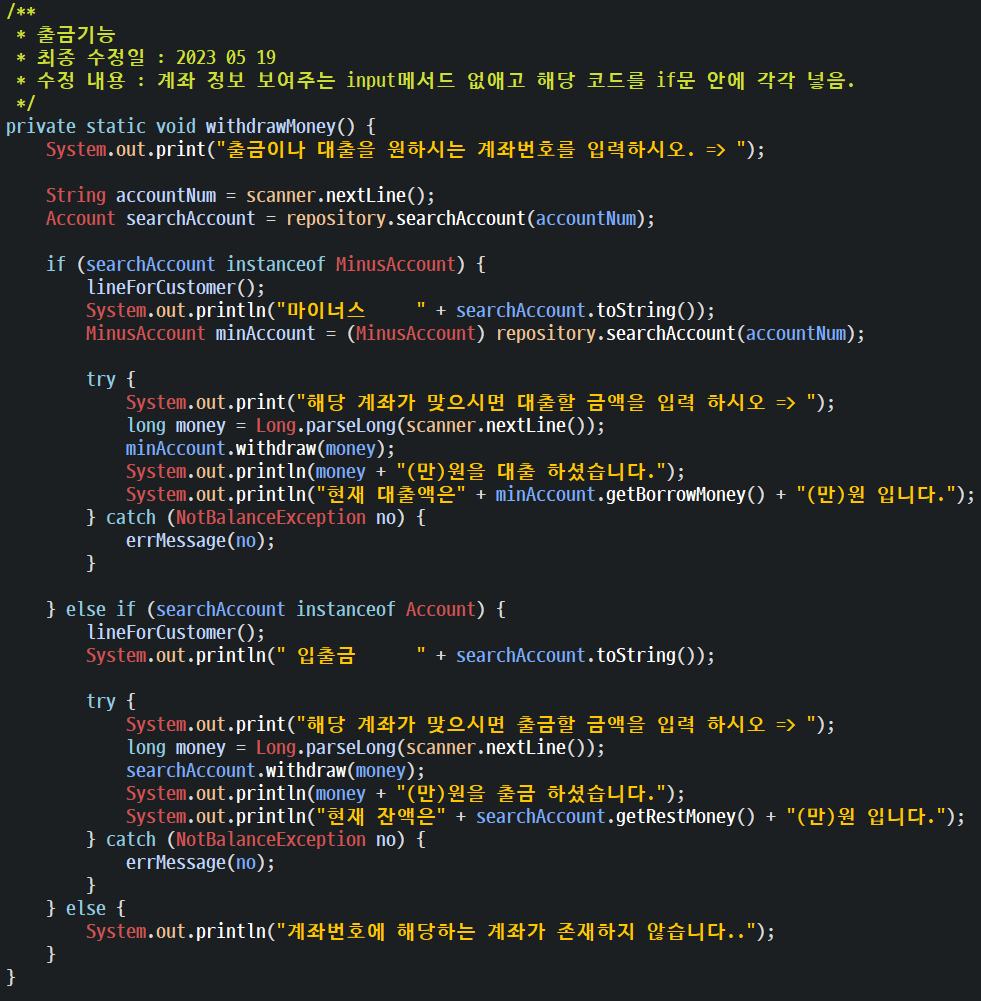 /**
 * 출금기능
 * 최종 수정일 : 2023 05 19
 * 수정 내용 : 계좌 정보 보여주는 input메서드 없애고 해당 코드를 if문 안에 각각 넣음.
 */
private static void withdrawMoney() {
    System.out.print("출금이나 대출을 원하시는 계좌번호를 입력하시오. => ");

    String accountNum = scanner.nextLine();
    Account searchAccount = repository.searchAccount(accountNum);

    if (searchAccount instanceof MinusAccount) {
        lineForCustomer();
        System.out.println("마이너스     " + searchAccount.toString());
        MinusAccount minAccount = (MinusAccount) repository.searchAccount(accountNum);

        try {
            System.out.print("해당 계좌가 맞으시면 대출할 금액을 입력 하시오 => ");
            long money = Long.parseLong(scanner.nextLine());
            minAccount.withdraw(money);
            System.out.println(money + "(만)원을 대출 하셨습니다.");
            System.out.println("현재 대출액은" + minAccount.getBorrowMoney() + "(만)원 입니다.");
        } catch (NotBalanceException no) {
            errMessage(no);
        }

    } else if (searchAccount instanceof Account) {
        lineForCustomer();
        System.out.println(" 입출금      " + searchAccount.toString());

        try {
            System.out.print("해당 계좌가 맞으시면 출금할 금액을 입력 하시오 => ");
            long money = Long.parseLong(scanner.nextLine());
            searchAccount.withdraw(money);
            System.out.println(money + "(만)원을 출금 하셨습니다.");
            System.out.println("현재 잔액은" + searchAccount.getRestMoney() + "(만)원 입니다.");
        } catch (NotBalanceException no) {
            errMessage(no);
        }
    } else {
        System.out.println("계좌번호에 해당하는 계좌가 존재하지 않습니다..");
    }
}